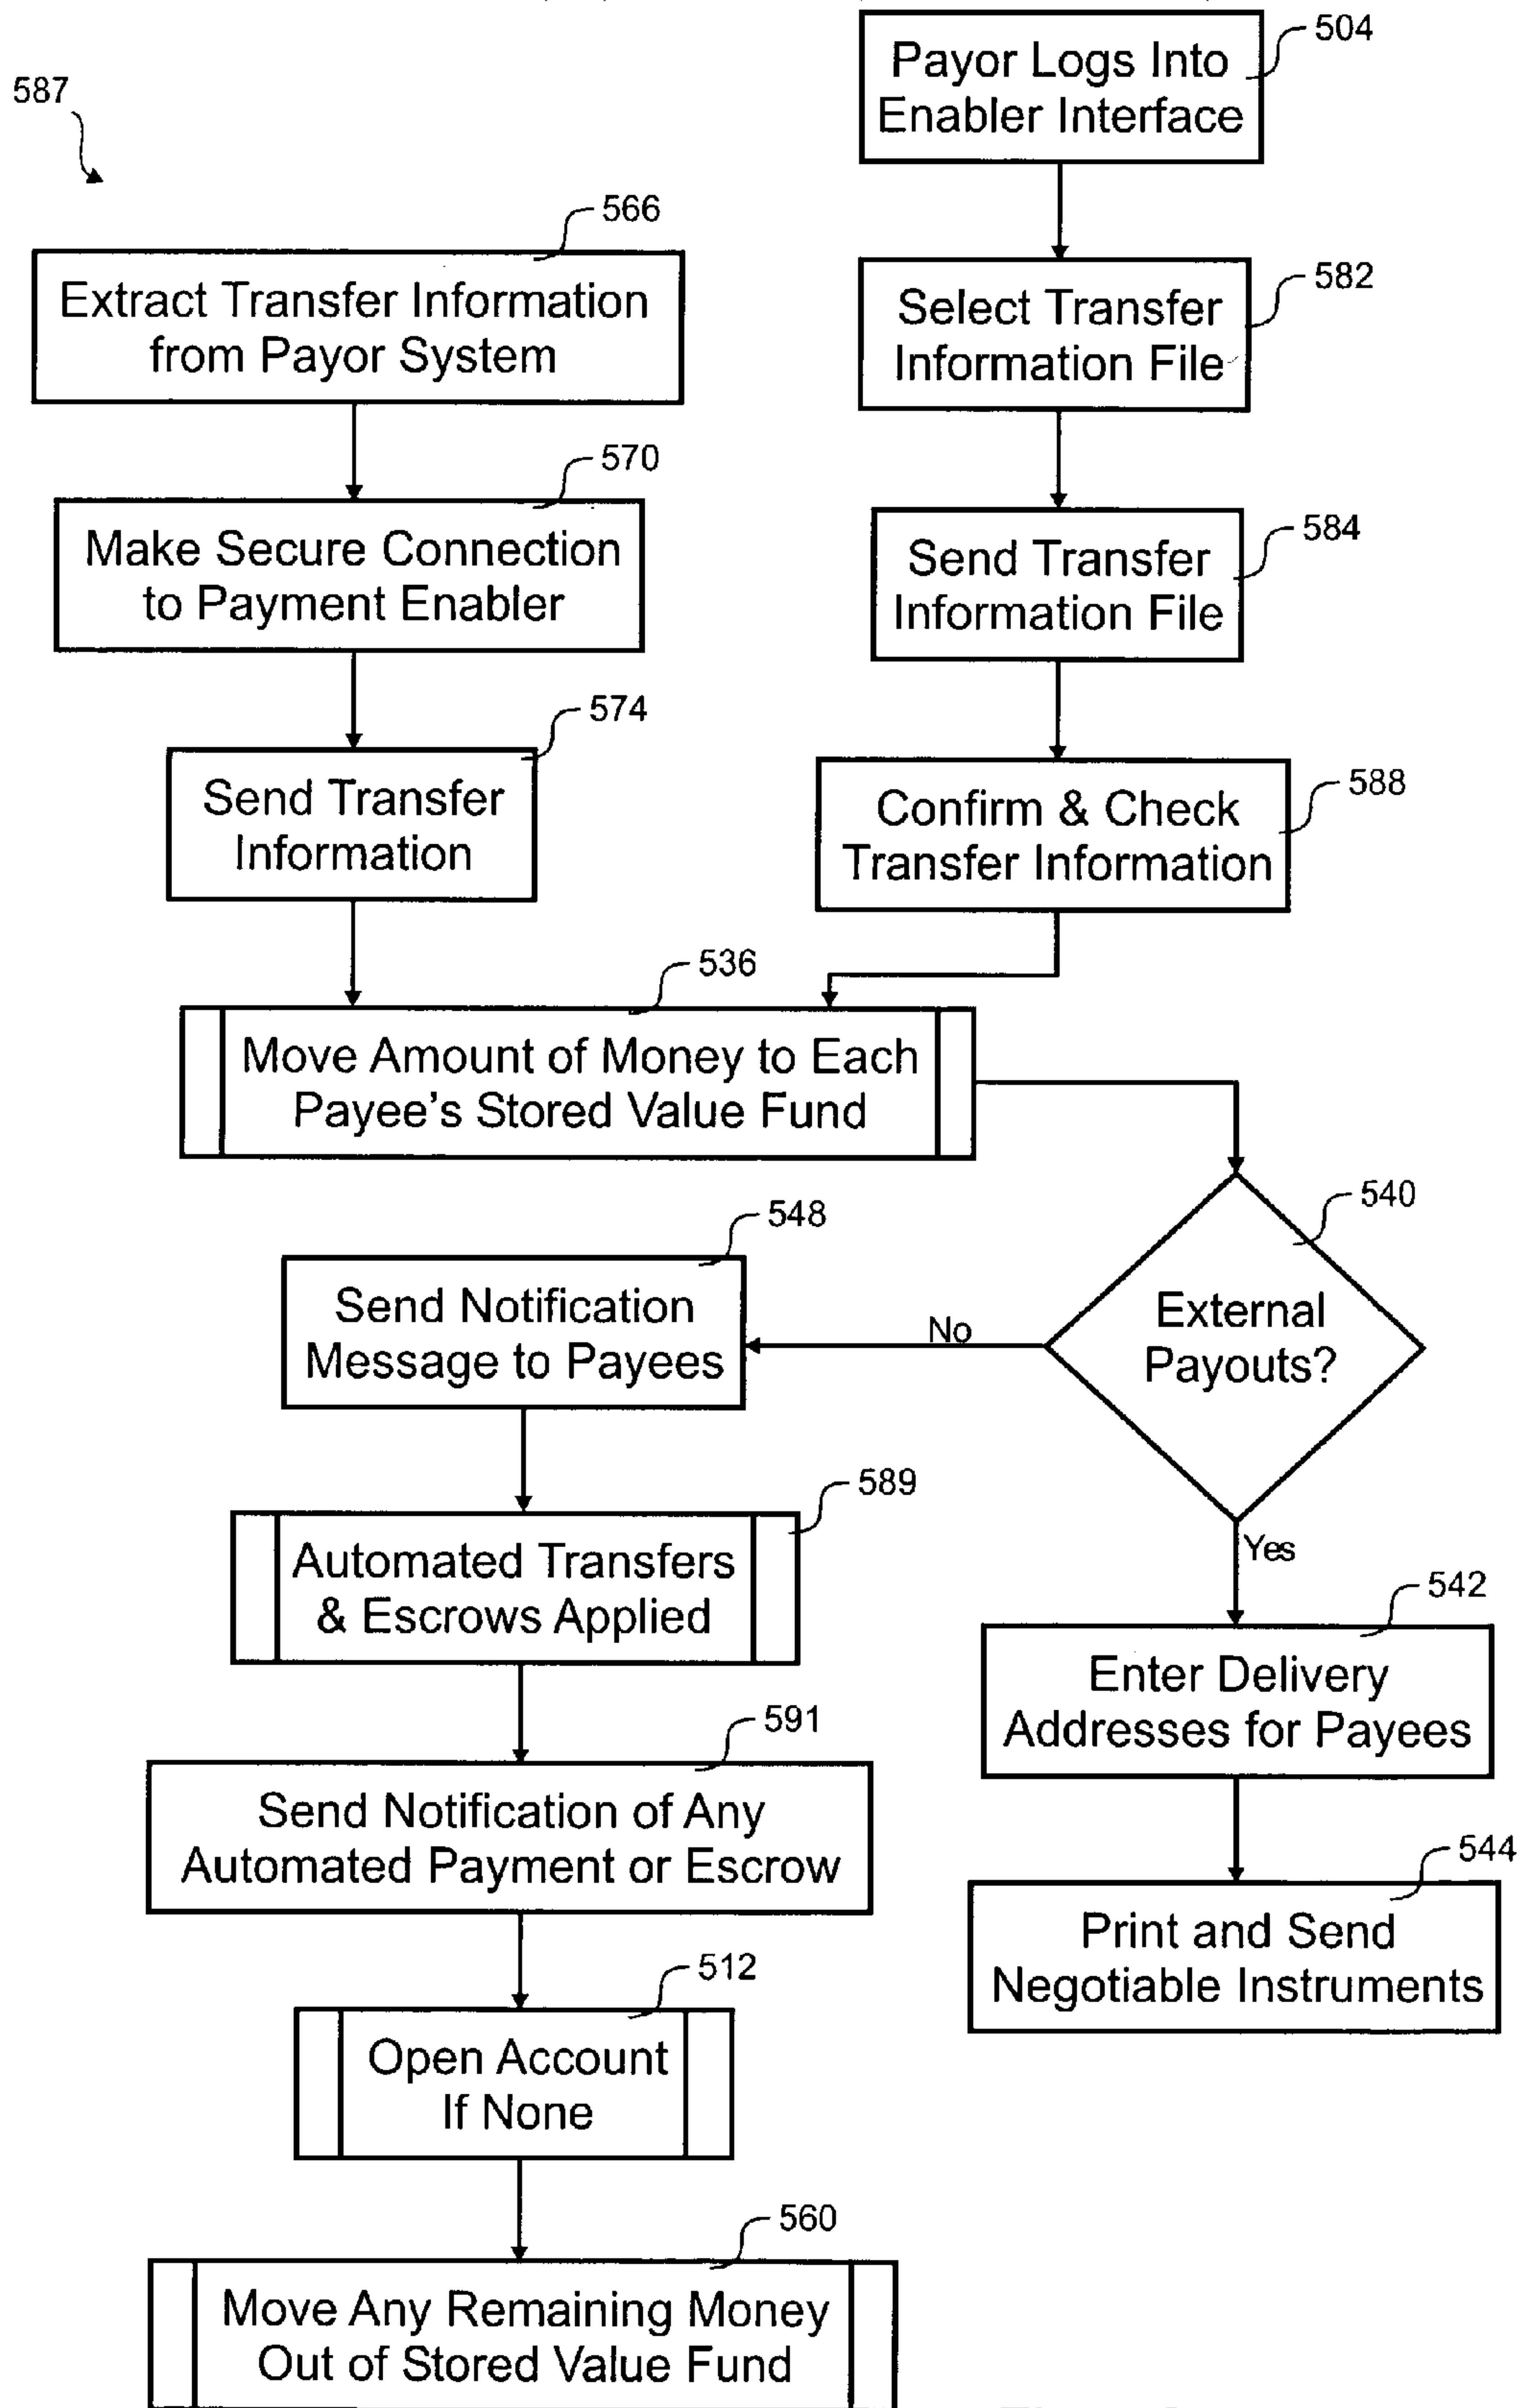 504
Payor Logs Into
Enabler Interface
587
566
Extract Transfer Information
from Payor System
582
Select Transfer
Information File
570
Make Secure Connection
to Payment Enabler
584
Send Transfer
Information File
574
Send Transfer
Information
588
Confirm & Check
Transfer Information
536
Move Amount of Money to Each
Payee's Stored Value Fund
540
External
Payouts?
No
Yes
548
Send Notification
Message to Payees
589
Automated Transfers
& Escrows Applied
542
Enter Delivery
Addresses for Payees
591
Send Notification of Any
Automated Payment or Escrow
544
Print and Send
Negotiable Instruments
512
Open Account
If None
560
Move Any Remaining Money
Out of Stored Value Fund